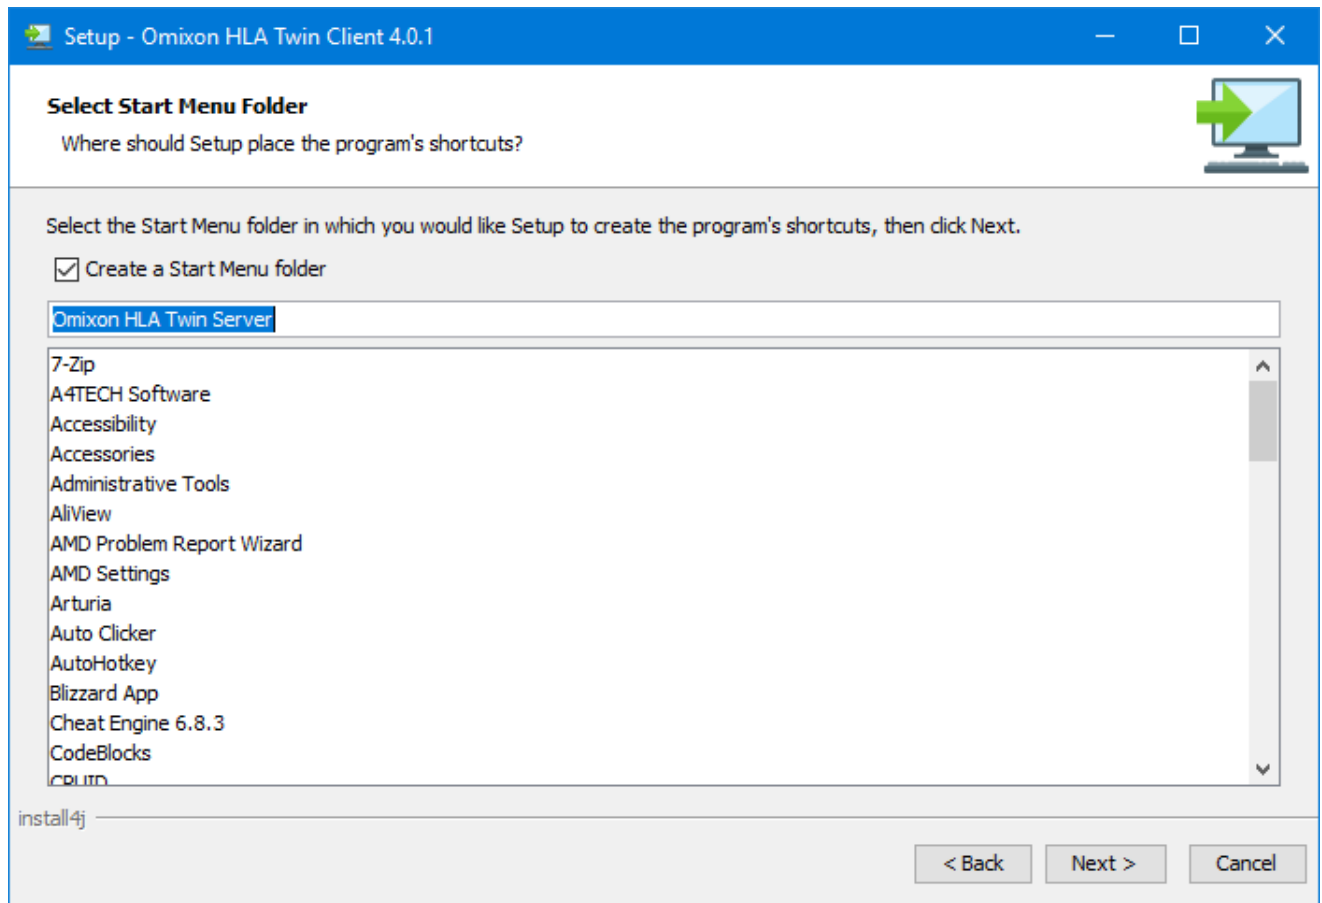 Setup - Omixon HLA Twin Client 4.0.1
Select Start Menu Folder
Where should Setup place the program's shortcuts?
Select the Start Menu folder in which you would like Setup to create the program's shortcuts, then click Next.
Create a Start Menu folder
Omixon HLA Twin Server
7-Zip
A4TECH Software
Accessibility
Accessories
Administrative Tools
AliView
AMD Problem Report Wizard
AMD Settings
Arturia
Auto Clicker
AutoHotkey
Blizzard App
Cheat Engine 6.8.3
CodeBlocks
CPUID
install4j
< Back Next > Cancel